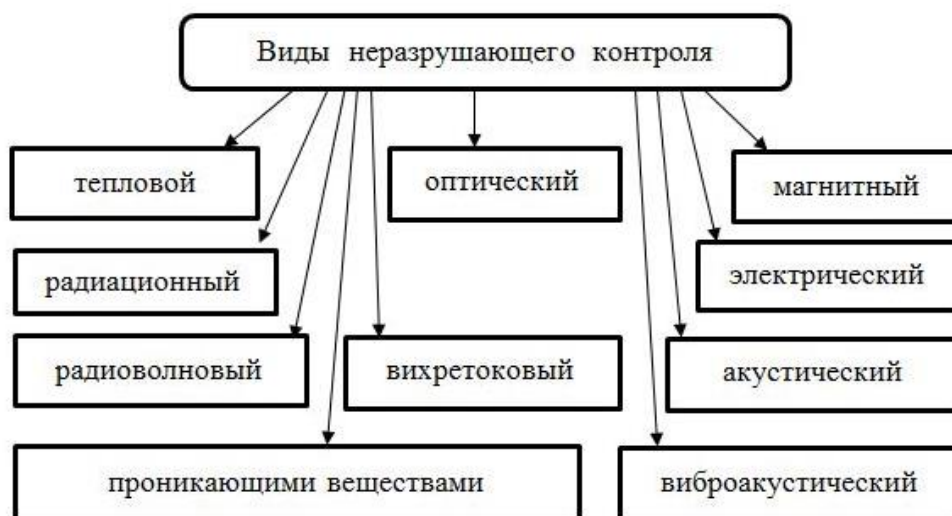 Виды неразрушающего контроля
тепловой
оптический
магнитный
радиационный
электрический
радиоволновый
вихретоковый
акустический
проникающими веществами
виброакустический